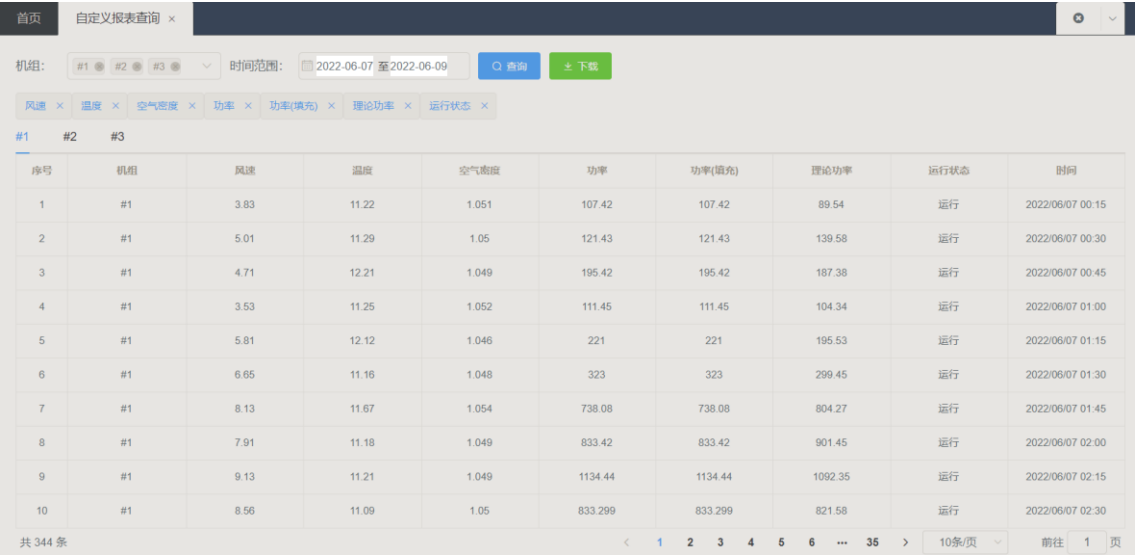 首页 自定义报表查询 ×
机组: #1 #2 #3 时间范围: 2022-06-07 至2022-06-09 查询 下载
风速 × 温度 × 空气密度 × 功率 × 功率(填充) × 理论功率 × 运行状态 ×
#1 #2 #3
序号 机组 风速 温度 空气密度 功率 功率(填充) 理论功率 运行状态 时间
1 #1 3.83 11.22 1.051 107.42 107.42 89.54 运行 2022/06/07 00:15
2 #1 5.01 11.29 1.05 121.43 121.43 139.58 运行 2022/06/07 00:30
3 #1 4.71 12.21 1.049 195.42 195.42 187.38 运行 2022/06/07 00:45
4 #1 3.53 11.25 1.052 111.45 111.45 104.34 运行 2022/06/07 01:00
5 #1 5.81 12.12 1.046 221 221 195.53 运行 2022/06/07 01:15
6 #1 6.65 11.16 1.048 323 323 299.45 运行 2022/06/07 01:30
7 #1 8.13 11.67 1.054 738.08 738.08 804.27 运行 2022/06/07 01:45
8 #1 7.91 11.18 1.049 833.42 833.42 901.45 运行 2022/06/07 02:00
9 #1 9.13 11.21 1.049 1134.44 1134.44 1092.35 运行 2022/06/07 02:15
10 #1 8.56 11.09 1.05 833.299 833.299 821.58 运行 2022/06/07 02:30
共 344 条 < 1 2 3 4 5 6 ••• 35 > 10条/页 前往 1 页